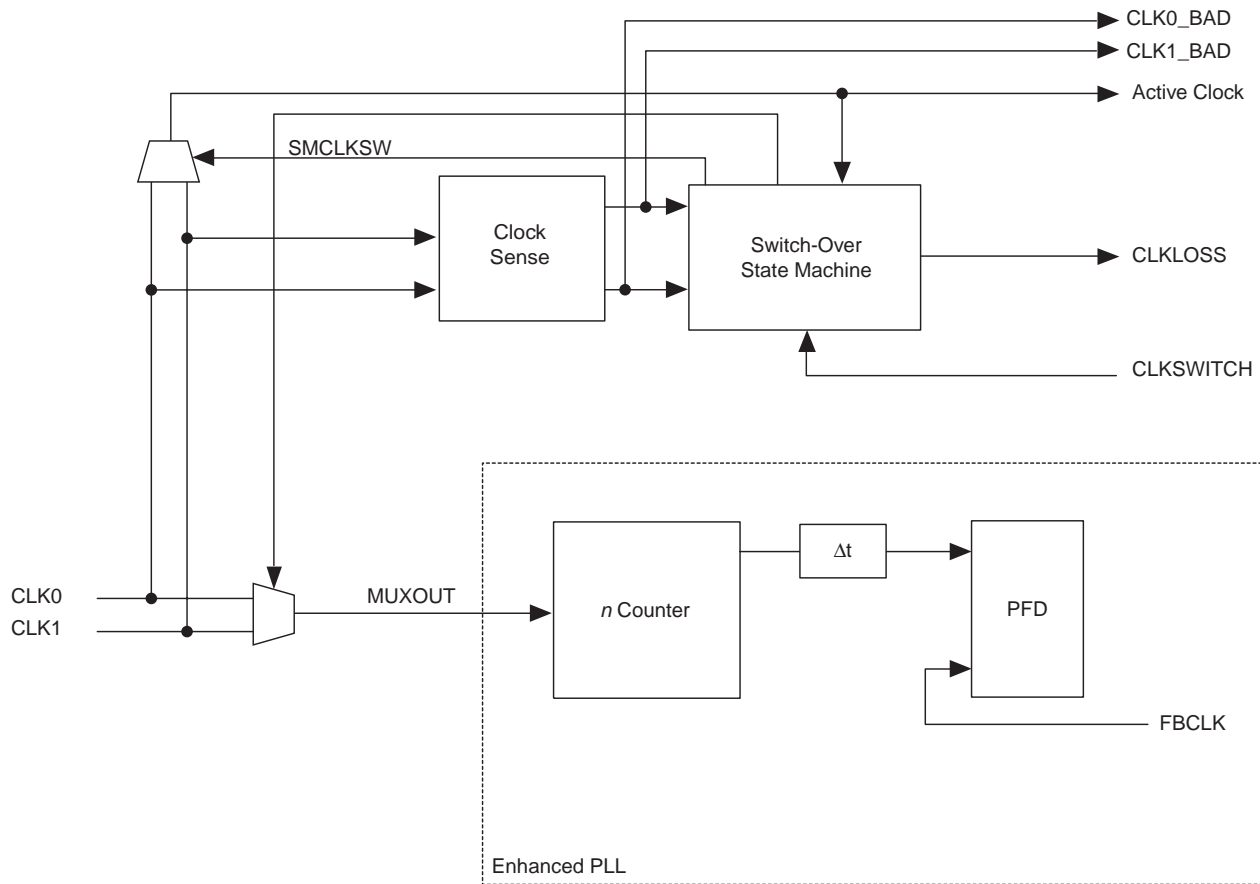 CLK0_BAD
CLK1_BAD
Active Clock
SMCLKSW
Clock
Sense
Switch-Over
State Machine
CLKLOSS
CLKSWITCH
Δt
CLK0
CLK1
MUXOUT
n Counter
PFD
FBCLK
Enhanced PLL